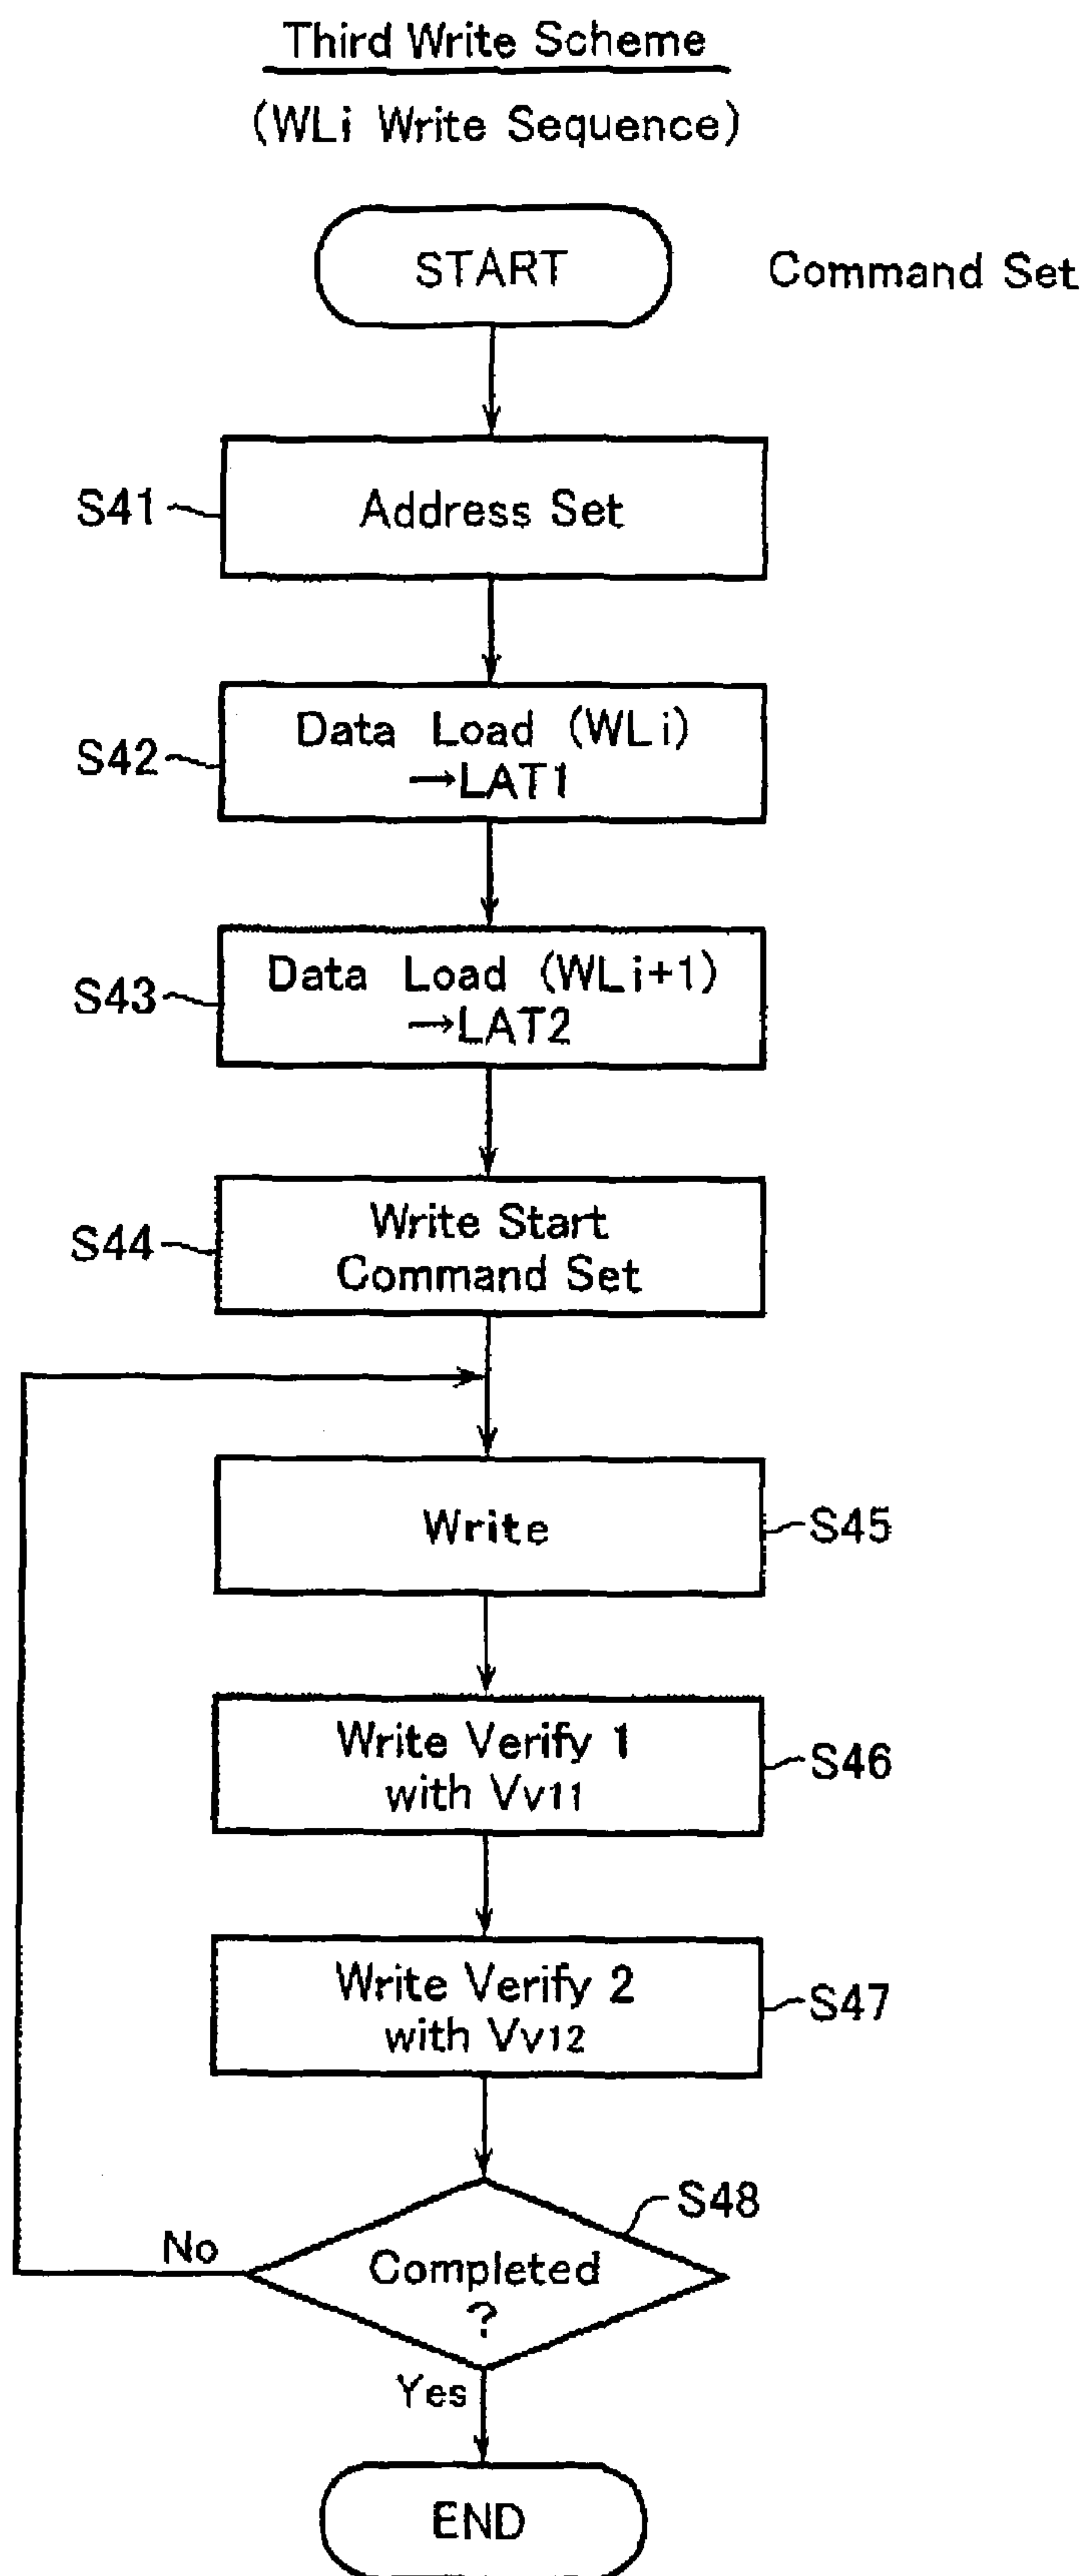 Third Write Scheme
(WLi Write Sequence)
START
Command Set
S41
Address Set
S42
Data Load (WLi)
→LAT1
S43
Data Load (WLi+1)
→LAT2
S44
Write Start
Command Set
Write
S45
Write Verify 1
with Vv11
S46
Write Verify 2
with Vv12
S47
S48
No
Completed
?
Yes
END